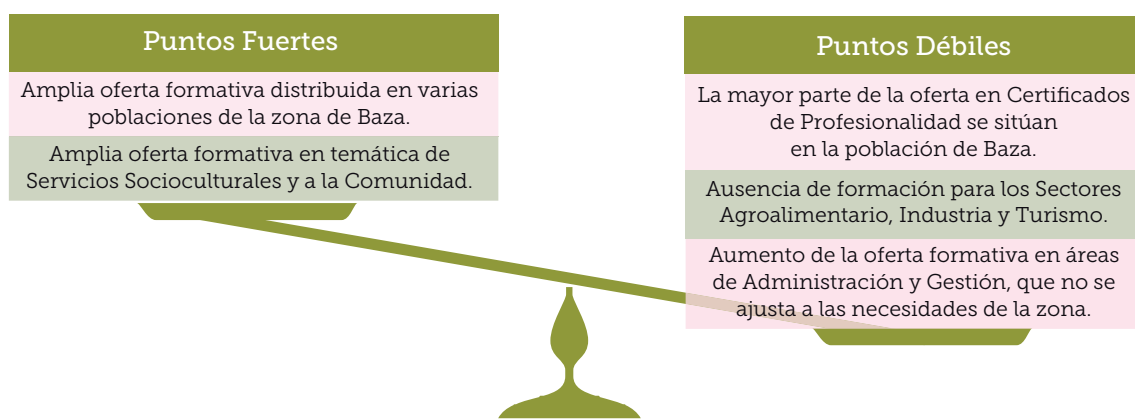 Puntos Fuertes
Amplia oferta formativa distribuida en varias
poblaciones de la zona de Baza.
Amplia oferta formativa en temática de
Servicios Socioculturales y a la Comunidad.
Puntos Débiles
La mayor parte de la oferta en Certificados
de Profesionalidad se sitúan
en la población de Baza.
Ausencia de formación para los Sectores
Agroalimentario, Industria y Turismo.
Aumento de la oferta formativa en áreas
de Administración y Gestión, que no se
ajusta a las necesidades de la zona.